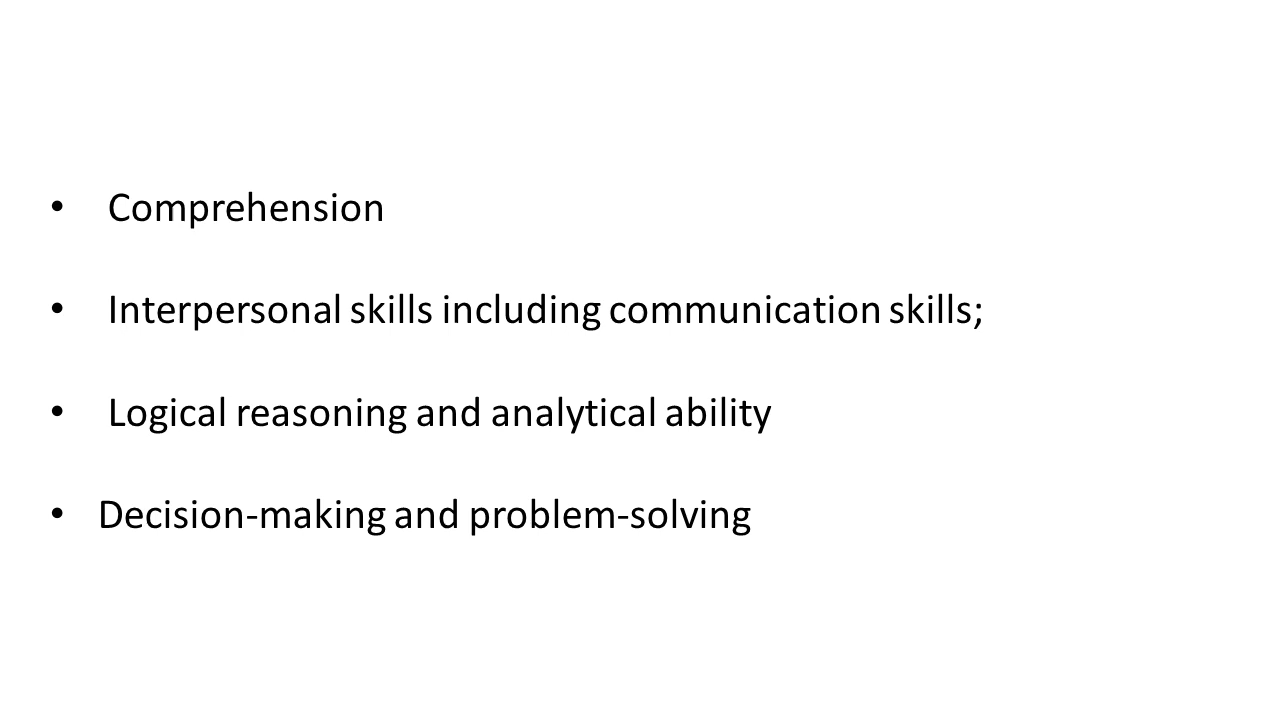 • Comprehension
• Interpersonal skills including communication skills;
• Logical reasoning and analytical ability
• Decision-making and problem-solving